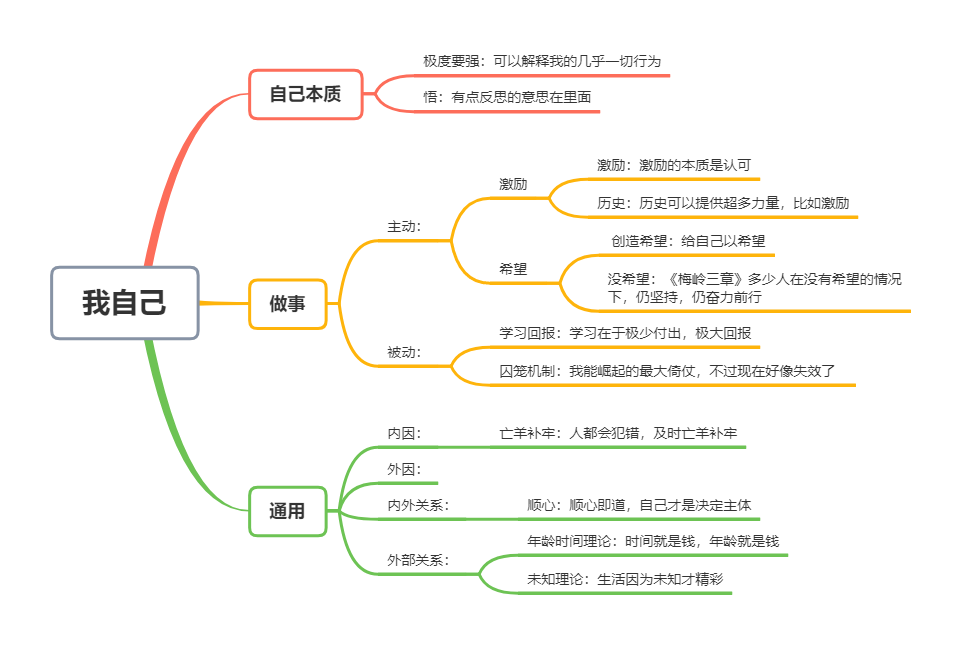 我自己
自己本质
极度要强：可以解释我的几乎一切行为
悟：有点反思的意思在里面
做事
主动：
激励
激励：激励的本质是认可
历史：历史可以提供超多力量，比如激励
希望
创造希望：给自己以希望
没希望：《梅岭三章》多少人在没有希望的情况
下，仍坚持，仍奋力前行
被动：
学习回报：学习在于极少付出，极大回报
囚笼机制：我能崛起的最大倚仗，不过现在好像失效了
通用
内因：
亡羊补牢：人都会犯错，及时亡羊补牢
外因：
内外关系：
顺心：顺心即道，自己才是决定主体
外部关系：
年龄时间理论：时间就是钱，年龄就是钱
未知理论：生活因为未知才精彩